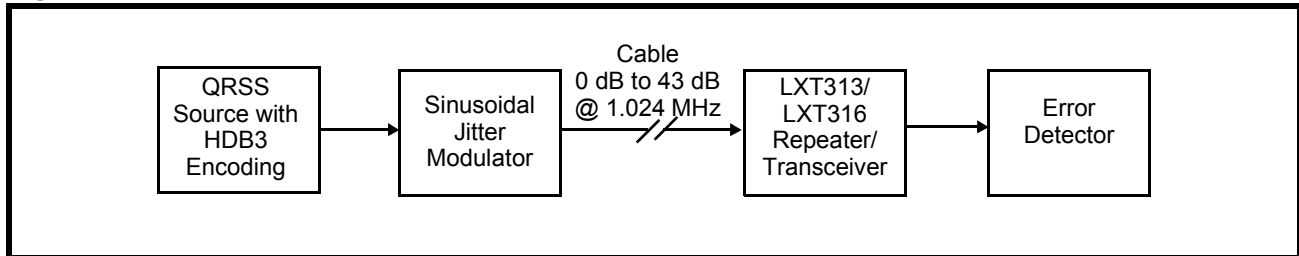 QRSS
Source with
HDB3
Encoding
Sinusoidal
Jitter
Modulator
Cable
0 dB to 43 dB
@ 1.024 MHz
LXT313/
LXT316
Repeater/
Transceiver
Error
Detector